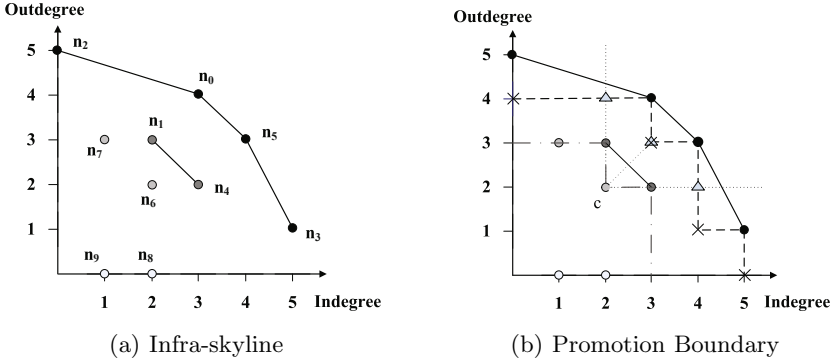 Outdegree
5
4
3
2
1
n2
n0
n1
n5
n7
n6
n4
n3
n9
n8
1 2 3 4 5 Indegree
(a) Infra-skyline
Outdegree
5
4
3
2
1
c
1 2 3 4 5 Indegree
(b) Promotion Boundary